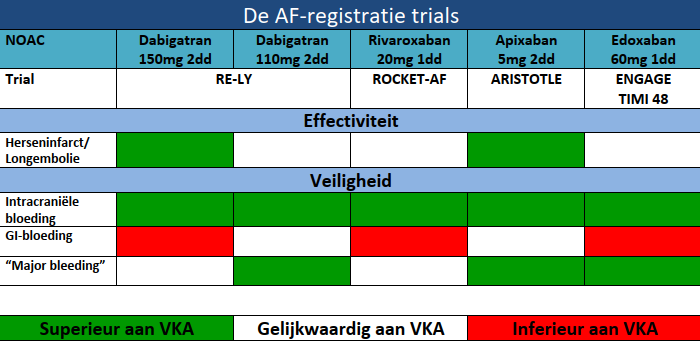 De AF-registratie trials
NOAC Dabigatran 150mg 2dd Dabigatran 110mg 2dd Rivaroxaban 20mg 1dd Apixaban 5mg 2dd Edoxaban 60mg 1dd
Trial RE-LY ROCKET-AF ARISTOTLE ENGAGE TIMI 48
Effectiviteit
Herseninfarct/
Longembolie
Veiligheid
Intracraniële
bloeding
GI-bloeding
“Major bleeding”
Superieur aan VKA Gelijkwaardig aan VKA Inferieur aan VKA